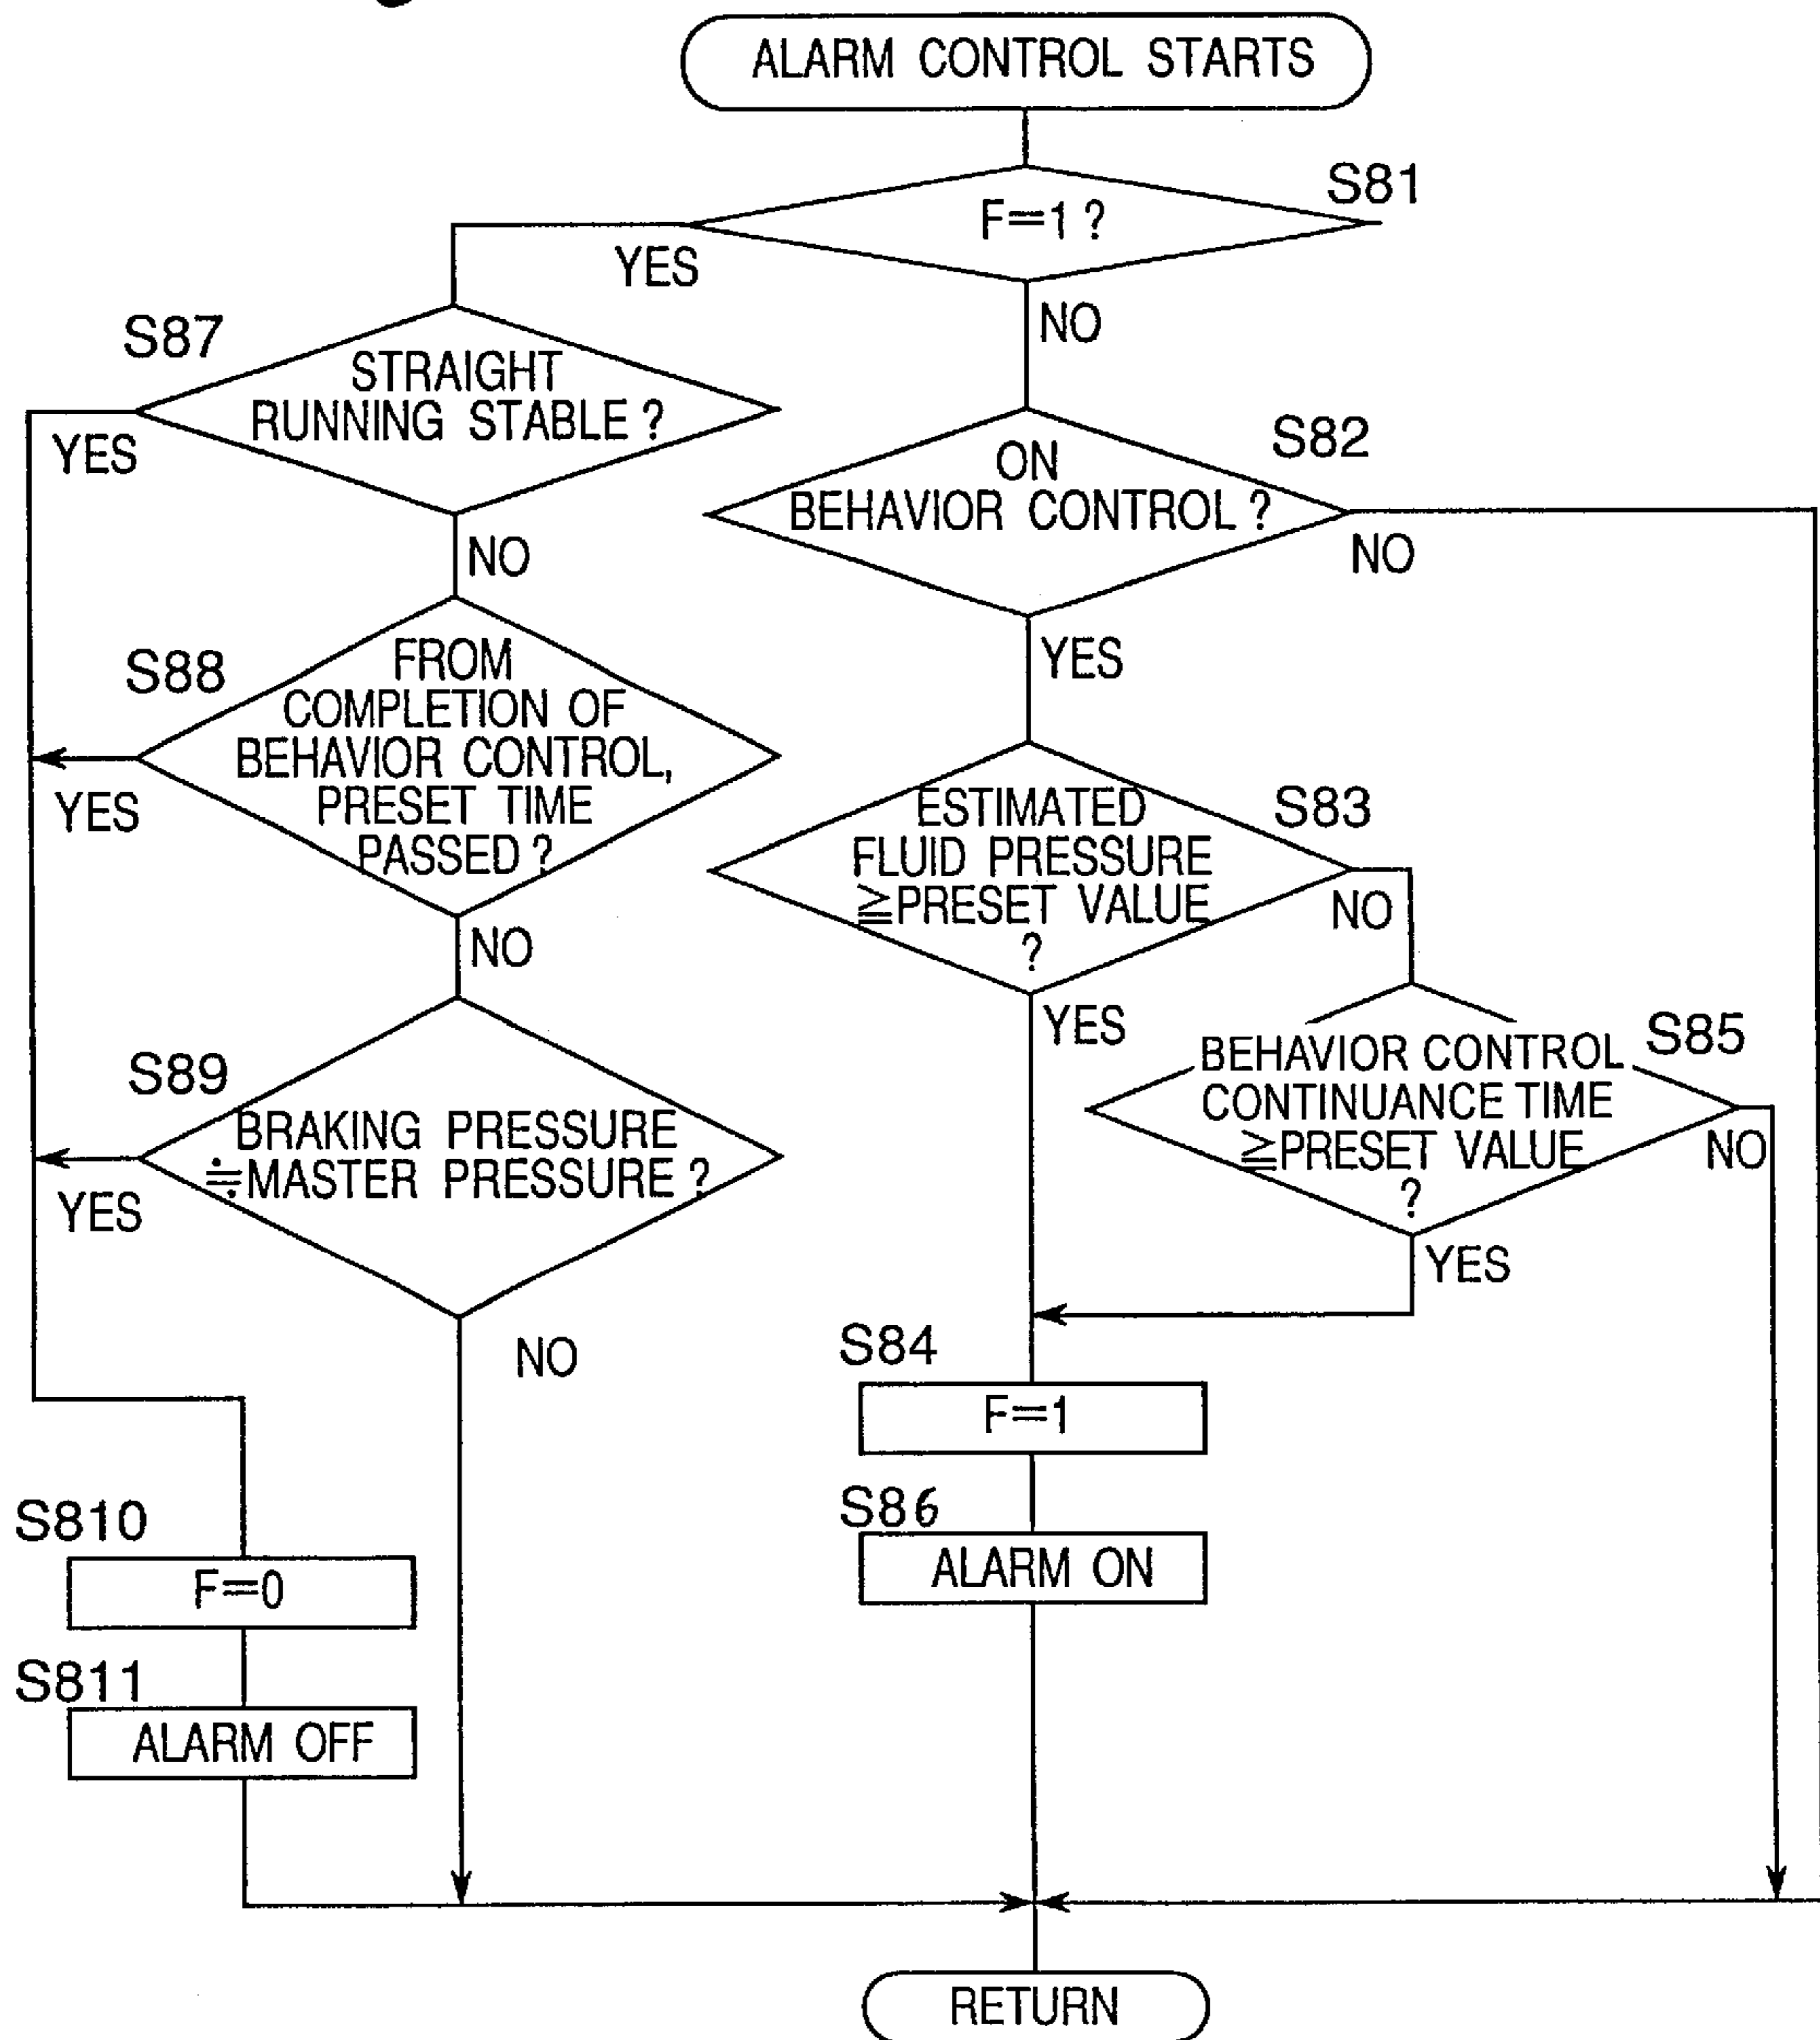 ALARM CONTROL STARTS
S81
F=1?
YES
NO
S87
STRAIGHT
RUNNING STABLE?
YES
NO
S82
ON
BEHAVIOR CONTROL?
NO
YES
S88
FROM
COMPLETION OF
BEHAVIOR CONTROL,
PRESET TIME
PASSED?
YES
NO
S83
ESTIMATED
FLUID PRESSURE
≧PRESET VALUE
?
NO
YES
S85
BEHAVIOR CONTROL
CONTINUANCE TIME
≧PRESET VALUE
?
NO
YES
S89
BRAKING PRESSURE
≒MASTER PRESSURE?
YES
NO
S84
F=1
S86
ALARM ON
S810
F=0
S811
ALARM OFF
RETURN